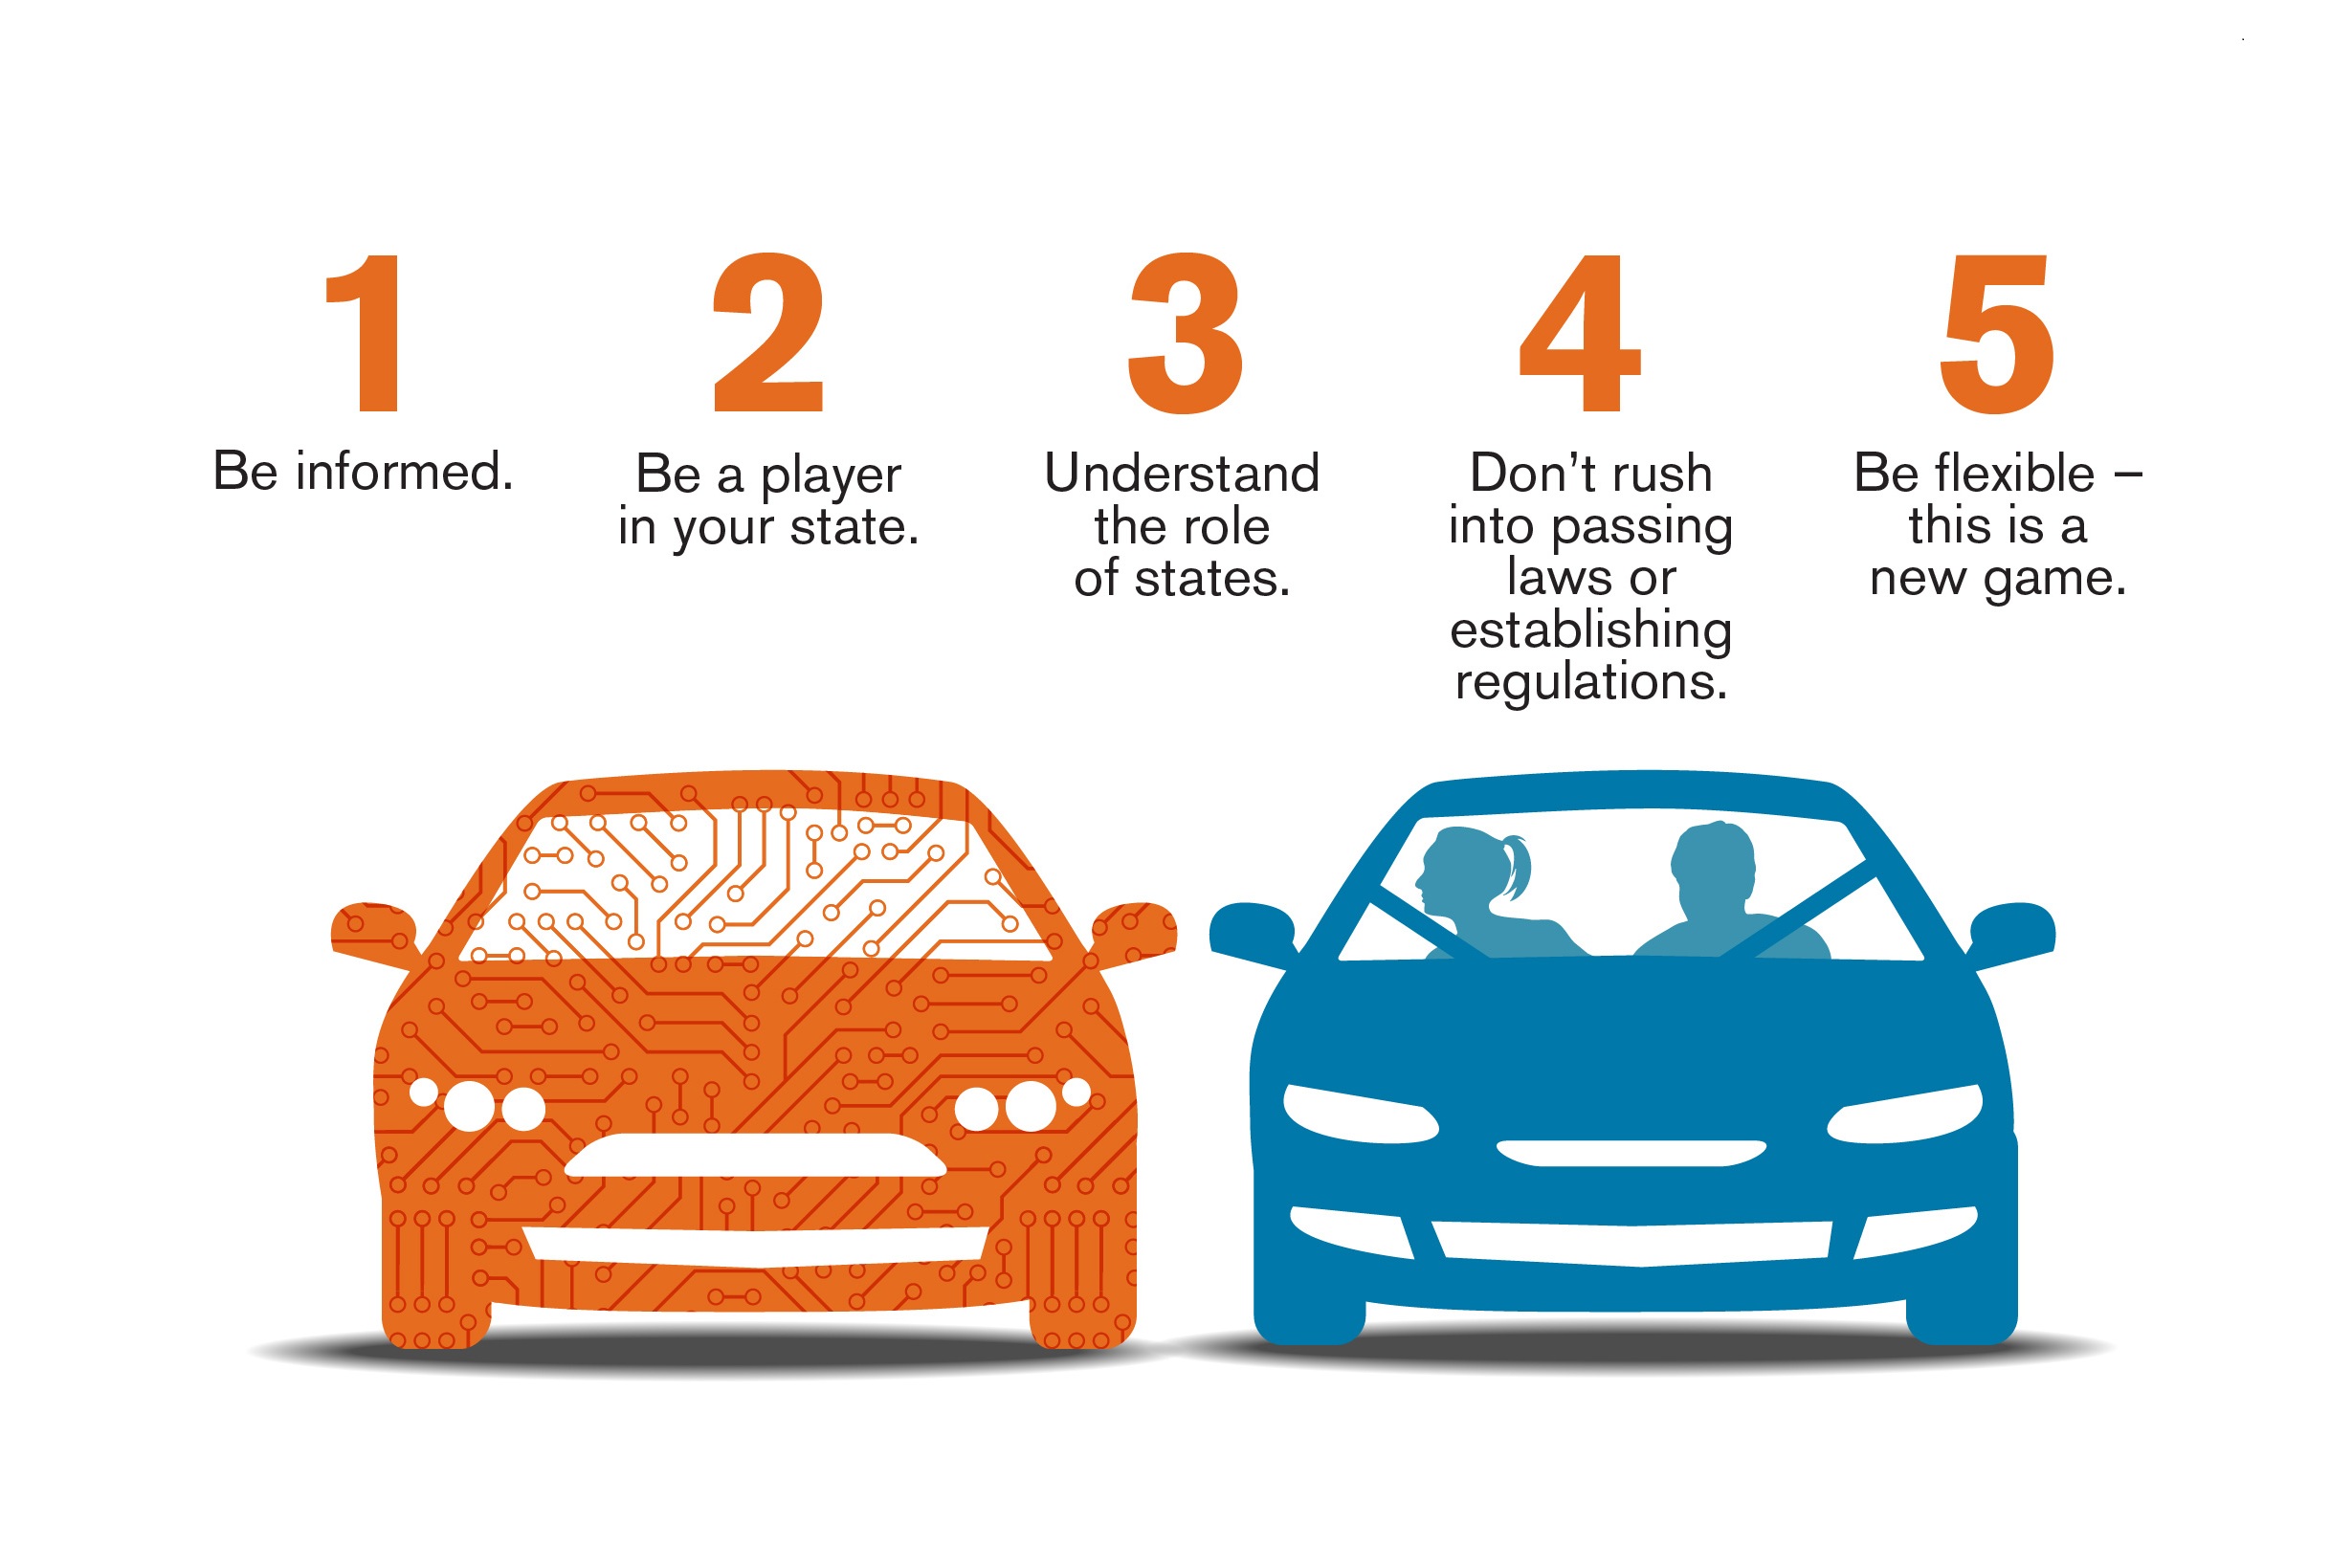 1
Be informed.
2
Be a player
in your state.
3
Understand
the role
of states.
4
Don’t rush
into passing
laws or
establishing
regulations.
5
Be flexible –
this is a
new game.